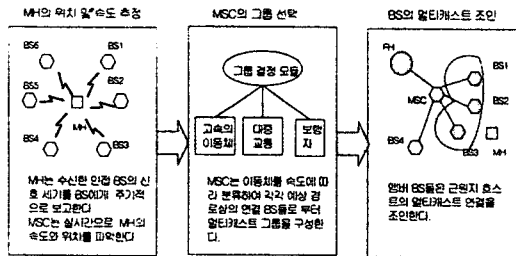 MH의 위치 및 속도 추정
BS6
BS1
BS5
BS2
MH
BS4
BS3
MH는 수신한 인접 BS의 신
호 세기를 BS에게 주기적
으로 보고한다
MSC는 실시간으로 MH의
속도와 위치를 파악한다
MSC의 그룹 선택
그룹 결정 모듈
고속의
이동체
대중
교통
보행
자
MSC는 이동체를 속도에 따
라 분류하여 각각 예상 경
로상의 연결 BS들로 부터
멀티캐스트 그룹을 구성한
다.
BS의 멀티캐스트 조인
FH
BS1
MSC
BS2
BS4
BS3
MH
멤버 BS들은 근원지 호스
트의 멀티캐스트 연결을
조인한다.